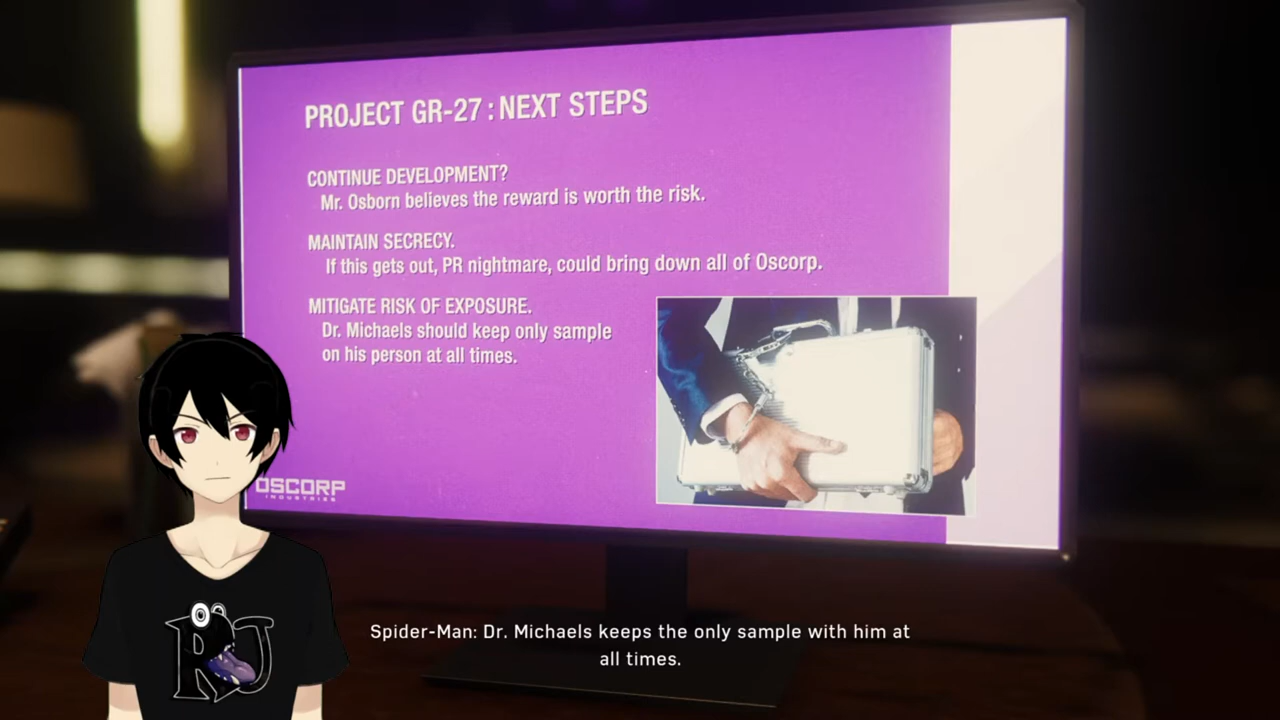 PROJECT GR-27 : NEXT STEPS
CONTINUE DEVELOPMENT?
Mr. Osborn believes the reward is worth the risk.
MAINTAIN SECRECY.
If this gets out, PR nightmare, could bring down all of Oscorp.
MITIGATE RISK OF EXPOSURE.
Dr. Michaels should keep only sample
on his person at all times.
OSCORP
INDUSTRIES
RJ
Spider-Man: Dr. Michaels keeps the only sample with him at
all times.